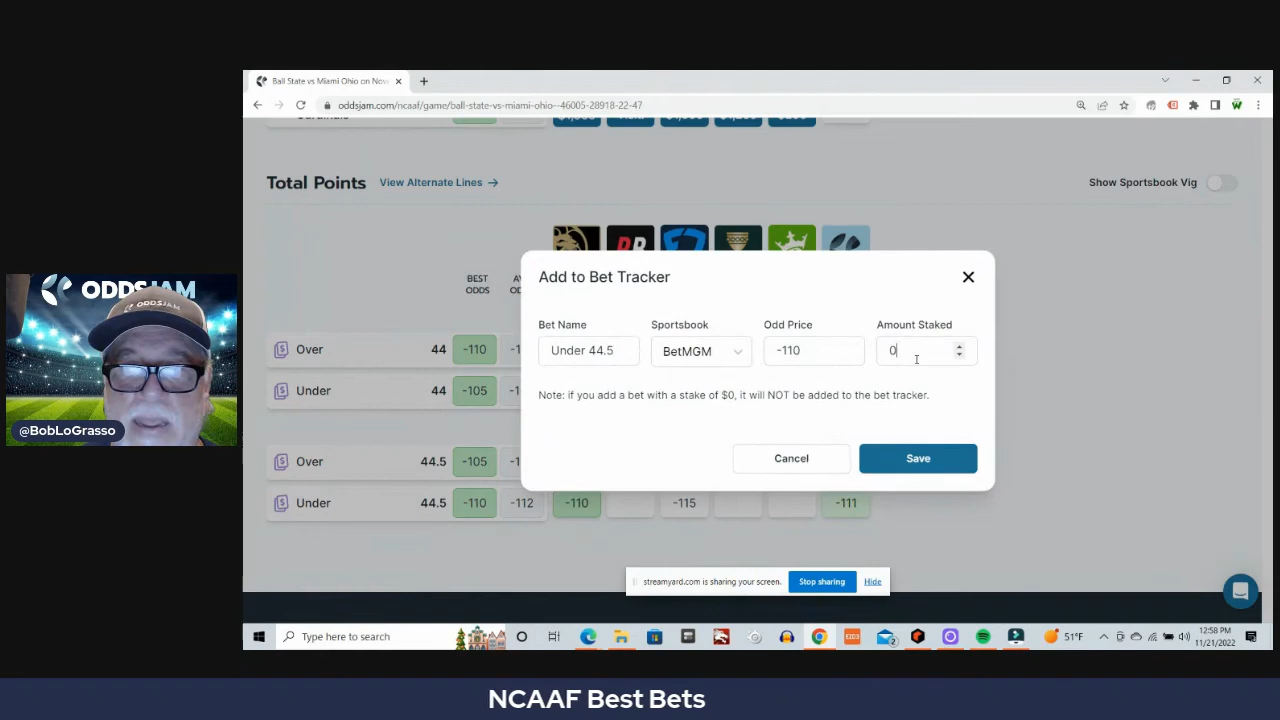 Ball State vs Miami Ohio on Nov
oddsjam.com/ncaaf/game/ball-state-vs-miami-ohio--46005-28918-22-47
Total Points
View Alternate Lines →
Show Sportsbook Vig
BEST
ODDS
Add to Bet Tracker
Bet Name
Sportsbook
Odd Price
Amount Staked
Under 44.5
BetMGM
-110
0
Note: if you add a bet with a stake of $0, it will NOT be added to the bet tracker.
Cancel
Save
Over 44 -110
Under 44 -105
Over 44.5 -105
Under 44.5 -110 -112 -110 -115 -111
ODDSJAM
ODDSJAM
@BobLoGrasso
streamyard.com is sharing your screen.
Stop sharing
Hide
Type here to search
51°F
12:58 PM
11/21/2022
NCAAF Best Bets